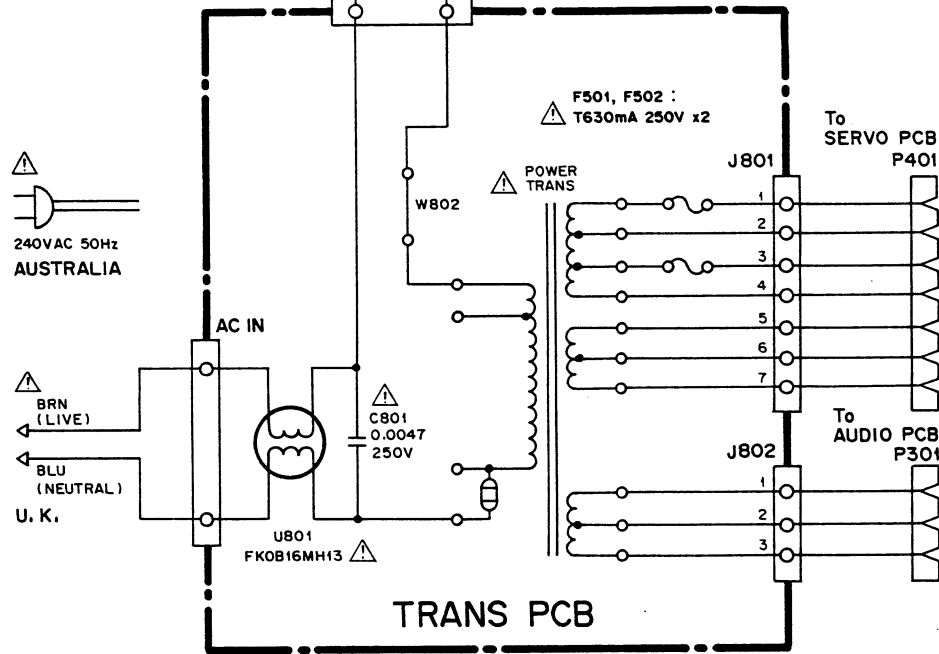 F501, F502 :
T630mA 250V x2
To
SERVO PCB
P401
J801
POWER
TRANS
W802
1
2
3
4
5
6
7
240VAC 50Hz
AUSTRALIA
AC IN
BRN
(LIVE)
BLU
(NEUTRAL)
U.K.
C801
0.0047
250V
U801
FKOB16MH13
To
AUDIO PCB
P301
J802
1
2
3
TRANS PCB